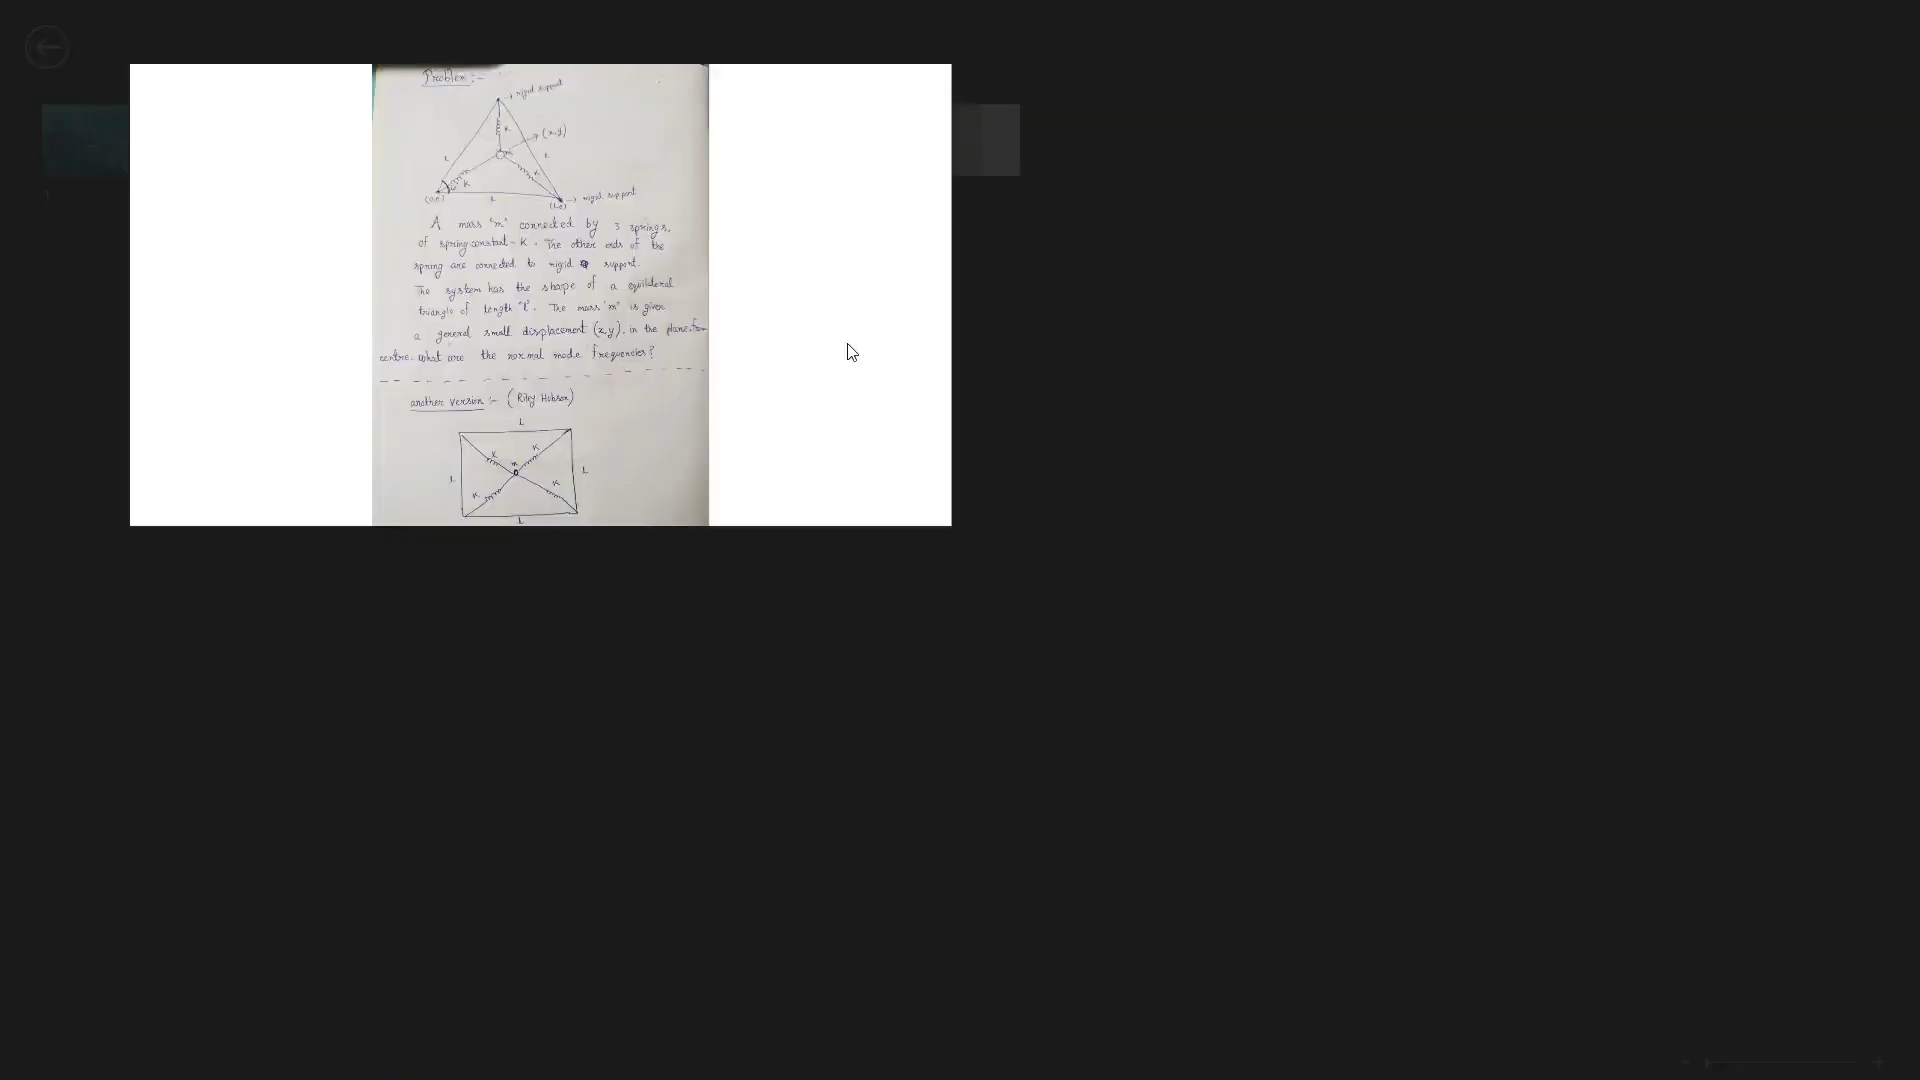 Problem :-
→ rigid support
K
(x,y)
m
l
l
K
K
60°
(0,0)
l
(l,0)
→ rigid support
A mass "m" connected by 3 springs,
of spring constant - K. The other ends of the
spring are connected to rigid support.
The system has the shape of a equilateral
triangle of length "l". The mass "m" is given
a general small displacement (x,y). in the plane, from
centre. what are the normal mode frequencies?
another version :- (Riley Hobson)
L
K
K
m
L
L
K
K
L